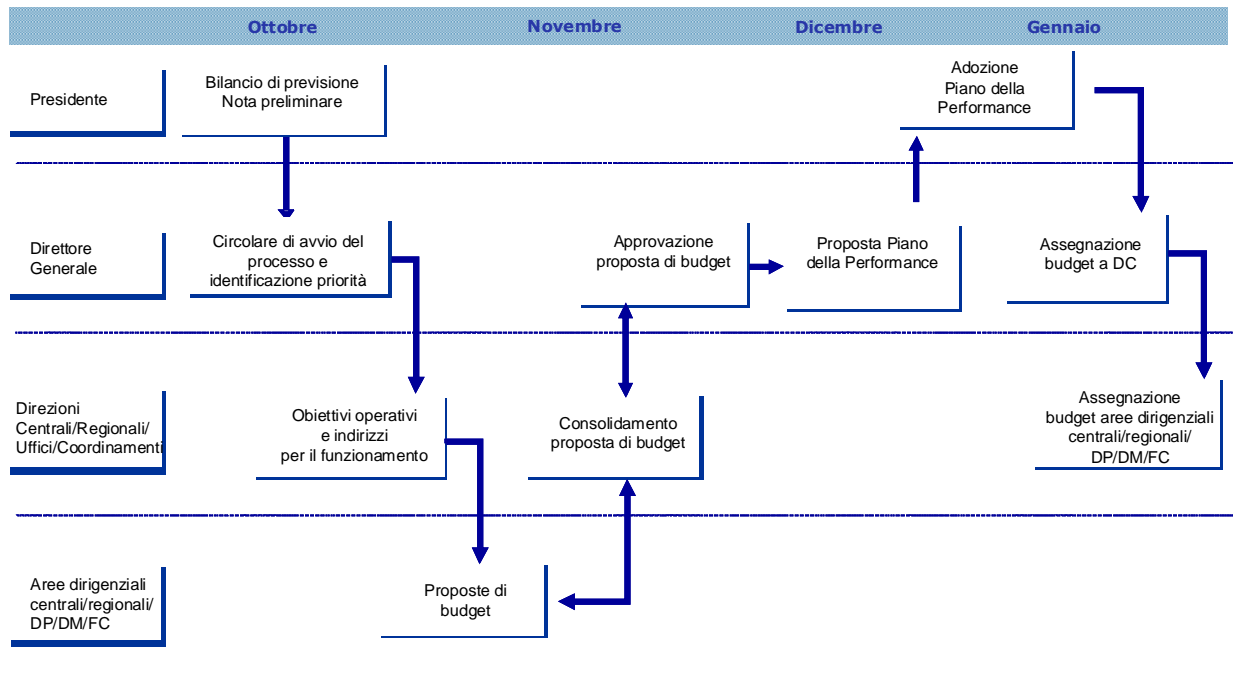 Ottobre Novembre Dicembre Gennaio
Presidente
Bilancio di previsione
Nota preliminare
Adozione
Piano della
Performance
Direttore
Generale
Circolare di avvio del
processo e
identificazione priorità
Approvazione
proposta di budget
Proposta Piano
della Performance
Assegnazione
budget a DC
Direzioni
Centrali/Regionali/
Uffici/Coordinamenti
Obiettivi operativi
e indirizzi
per il funzionamento
Consolidamento
proposta di budget
Assegnazione
budget aree dirigenziali
centrali/regionali/
DP/DM/FC
Aree dirigenziali
centrali/regionali/
DP/DM/FC
Proposte di
budget